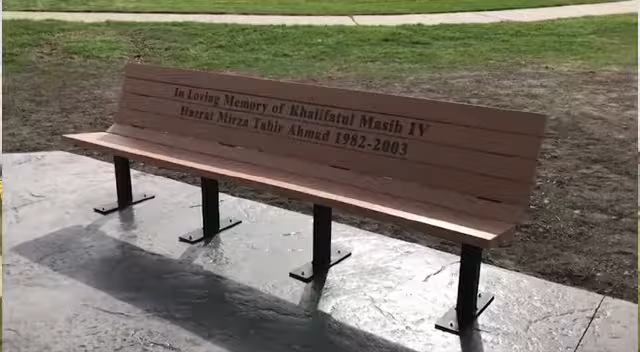 In Loving Memory of Khalifatul Masih IV
Hazrat Mirza Tahir Ahmad 1982-2003